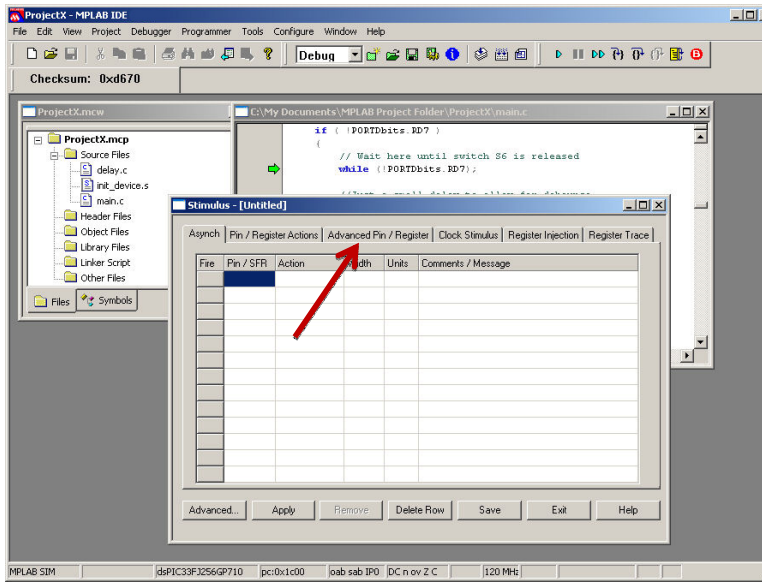 ProjectX - MPLAB IDE
File Edit View Project Debugger Programmer Tools Configure Window Help
Debug
Checksum: 0xd670
ProjectX.mcw
C:\My Documents\MPLAB Project Folder\ProjectX\main.c
ProjectX.mcp
Source Files
delay.c
init_device.s
main.c
Header Files
Object Files
Library Files
Linker Script
Other Files
Files Symbols
if ( !PORTDbits.RD7 )
{
// Wait here until switch S6 is released
while (!PORTDbits.RD7);
Stimulus - [Untitled]
Asynch Pin / Register Actions Advanced Pin / Register Clock Stimulus Register Injection Register Trace
Fire Pin / SFR Action Width Units Comments / Message
Advanced... Apply Remove Delete Row Save Exit Help
MPLAB SIM dsPIC33FJ256GP710 pc:0x1c00 oab sab IP0 DC n ov Z C 120 MHz